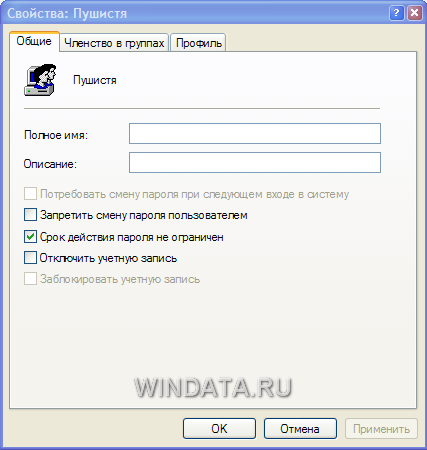 Свойства: Пушистя
Общие
Членство в группах
Профиль
Пушистя
Полное имя:
Описание:
Потребовать смену пароля при следующем входе в систему
Запретить смену пароля пользователем
Срок действия пароля не ограничен
Отключить учетную запись
Заблокировать учетную запись
WINDATA.RU
OK
Отмена
Применить